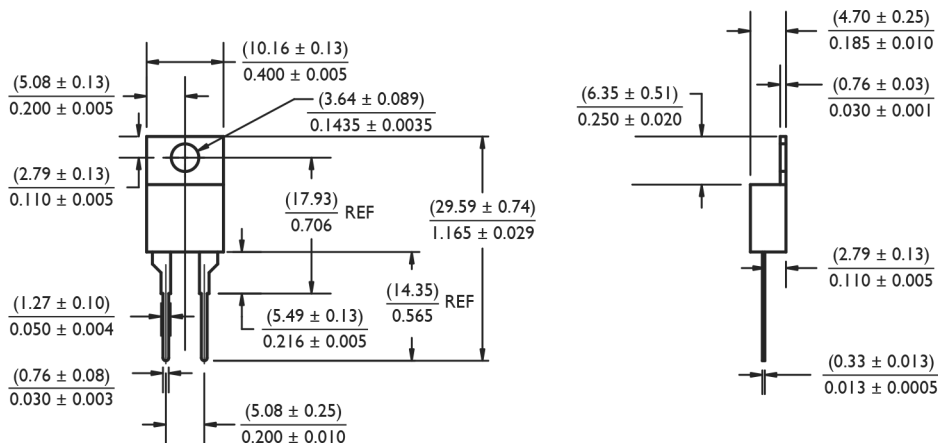 (4.70 ± 0.25)
0.185 ± 0.010
(10.16 ± 0.13)
0.400 ± 0.005
(5.08 ± 0.13)
0.200 ± 0.005
(3.64 ± 0.089)
0.1435 ± 0.0035
(6.35 ± 0.51)
0.250 ± 0.020
(0.76 ± 0.03)
0.030 ± 0.001
(2.79 ± 0.13)
0.110 ± 0.005
(17.93)
0.706
REF
(29.59 ± 0.74)
1.165 ± 0.029
(2.79 ± 0.13)
0.110 ± 0.005
(14.35)
0.565
REF
(1.27 ± 0.10)
0.050 ± 0.004
(5.49 ± 0.13)
0.216 ± 0.005
(0.76 ± 0.08)
0.030 ± 0.003
(0.33 ± 0.013)
0.013 ± 0.0005
(5.08 ± 0.25)
0.200 ± 0.010